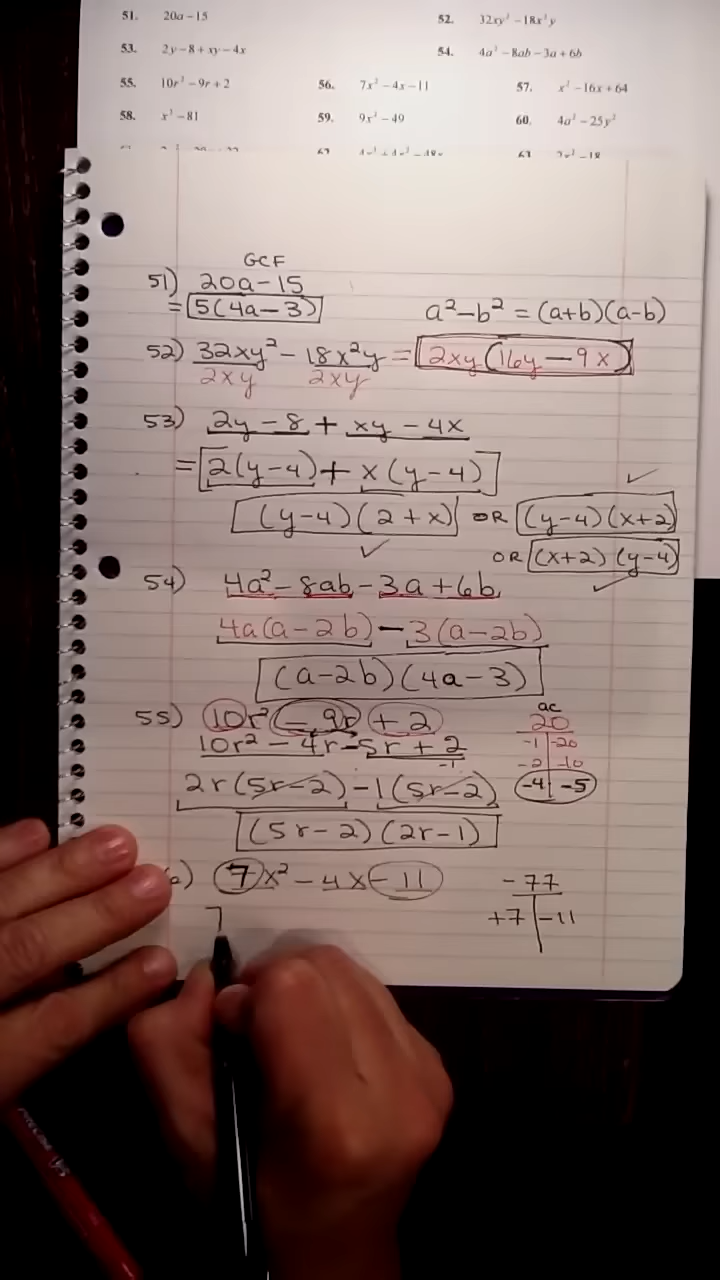 51. 20a – 15 52. 32xy² – 18x²y
53. 2y – 8 + xy – 4x 54. 4a² – 8ab – 3a + 6b
55. 10r² – 9r + 2 56. 7x² – 4x – 11 57. x² – 16x + 64
58. x² – 81 59. 9x² – 49 60. 4a² – 25y²
GCF
51) 20a – 15
= 5(4a – 3) a² – b² = (a+b)(a-b)
52) 32xy² – 18x²y = 2xy(16y – 9x)
2xy 2xy
53) 2y – 8 + xy – 4x
= 2(y-4) + x(y-4)
(y-4)(2+x) OR (y-4)(x+2)
OR (x+2)(y-4)
54) 4a² – 8ab – 3a + 6b
4a(a-2b) – 3(a-2b)
(a-2b)(4a-3)
55) 10r² – 9r + 2 ac
20
10r² – 4r – 5r + 2 -1 -20
-1 -2 -10
2r(5r-2) -1(5r-2) -4 -5
(5r-2)(2r-1)
6) 7x² – 4x – 11 -77
7 +7 -11